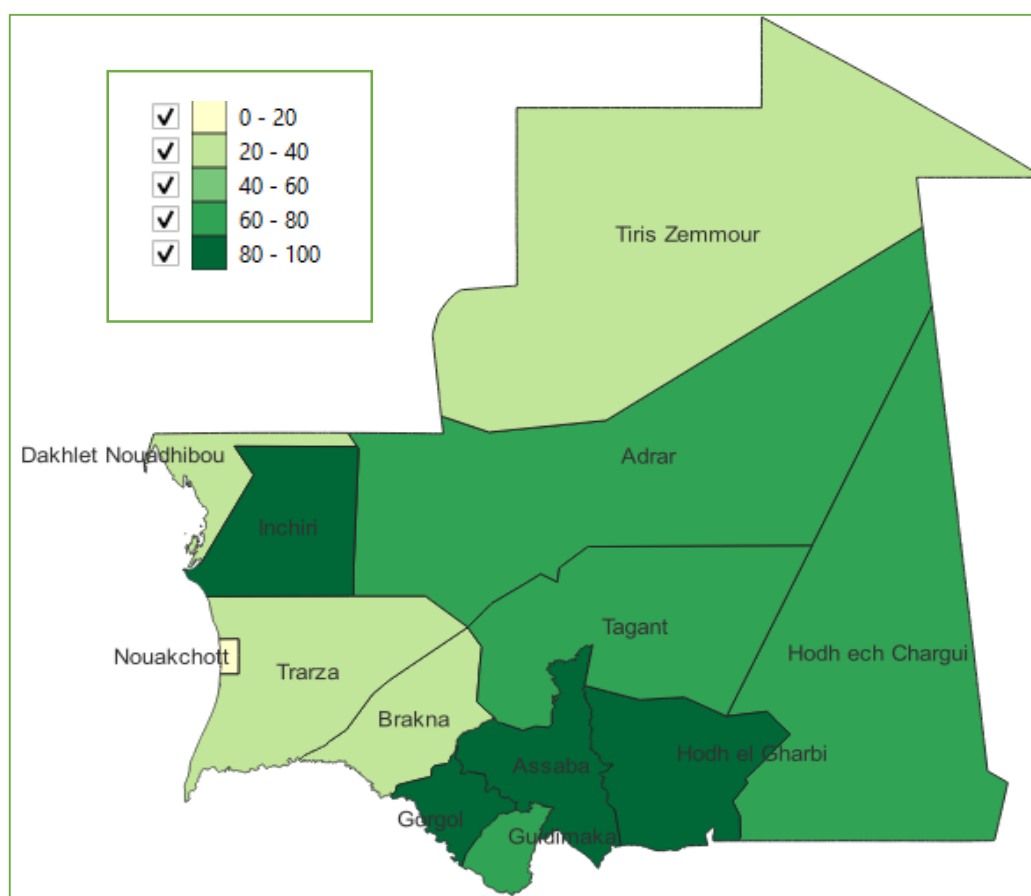 0 - 20
20 - 40
40 - 60
60 - 80
80 - 100
Tiris Zemmour
Dakhlet Nouadhibou
Adrar
Inchiri
Tagant
Nouakchott
Trarza
Hodh ech Chargui
Brakna
Hodh el Gharbi
Assaba
Gorgol
Guidimaka